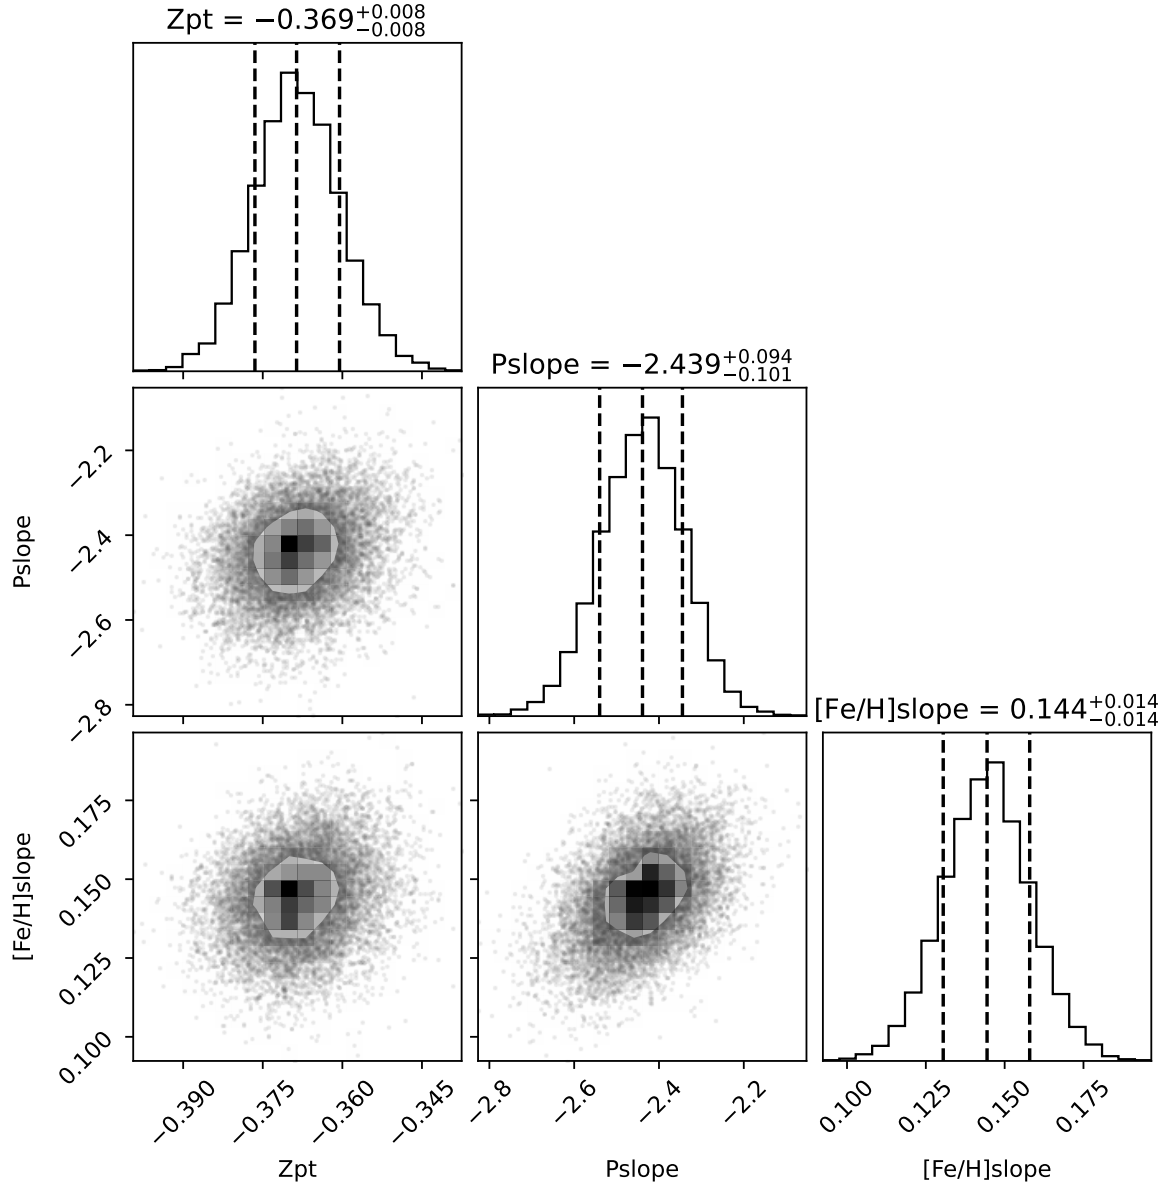 Zpt = −0.369+0.008 −0.008
Pslope = −2.439+0.094 −0.101
−2.2
−2.4
−2.6
−2.8
Pslope
[Fe/H]slope = 0.144+0.014 −0.014
0.175
0.150
0.125
0.100
[Fe/H]slope
−0.390 −0.375 −0.360 −0.345
−2.8 −2.6 −2.4 −2.2
0.100 0.125 0.150 0.175
Zpt
Pslope
[Fe/H]slope